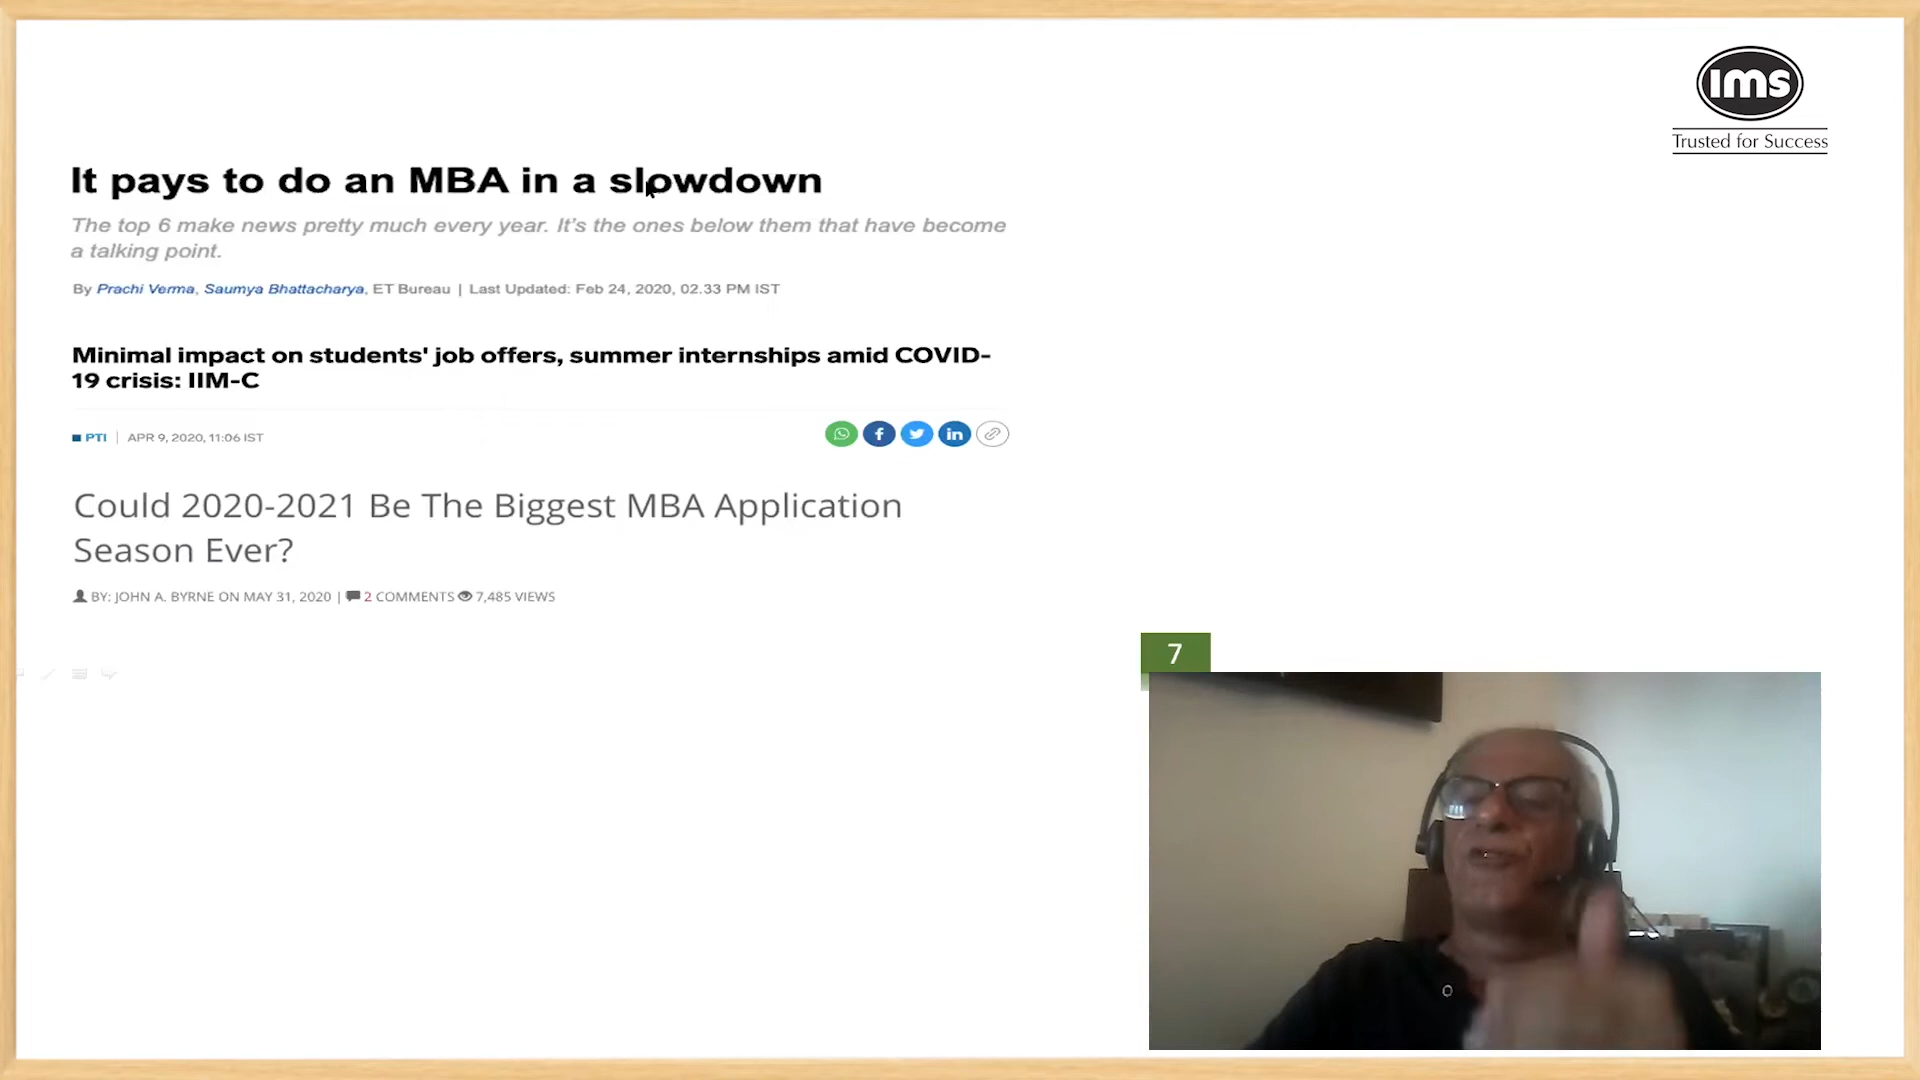 ims
Trusted for Success
It pays to do an MBA in a slowdown
The top 6 make news pretty much every year. It's the ones below them that have become
a talking point.
By Prachi Verma, Saumya Bhattacharya, ET Bureau | Last Updated: Feb 24, 2020, 02.33 PM IST
Minimal impact on students' job offers, summer internships amid COVID-
19 crisis: IIM-C
PTI | APR 9, 2020, 11:06 IST
Could 2020-2021 Be The Biggest MBA Application
Season Ever?
BY: JOHN A. BYRNE ON MAY 31, 2020 | 2 COMMENTS 7,485 VIEWS
7